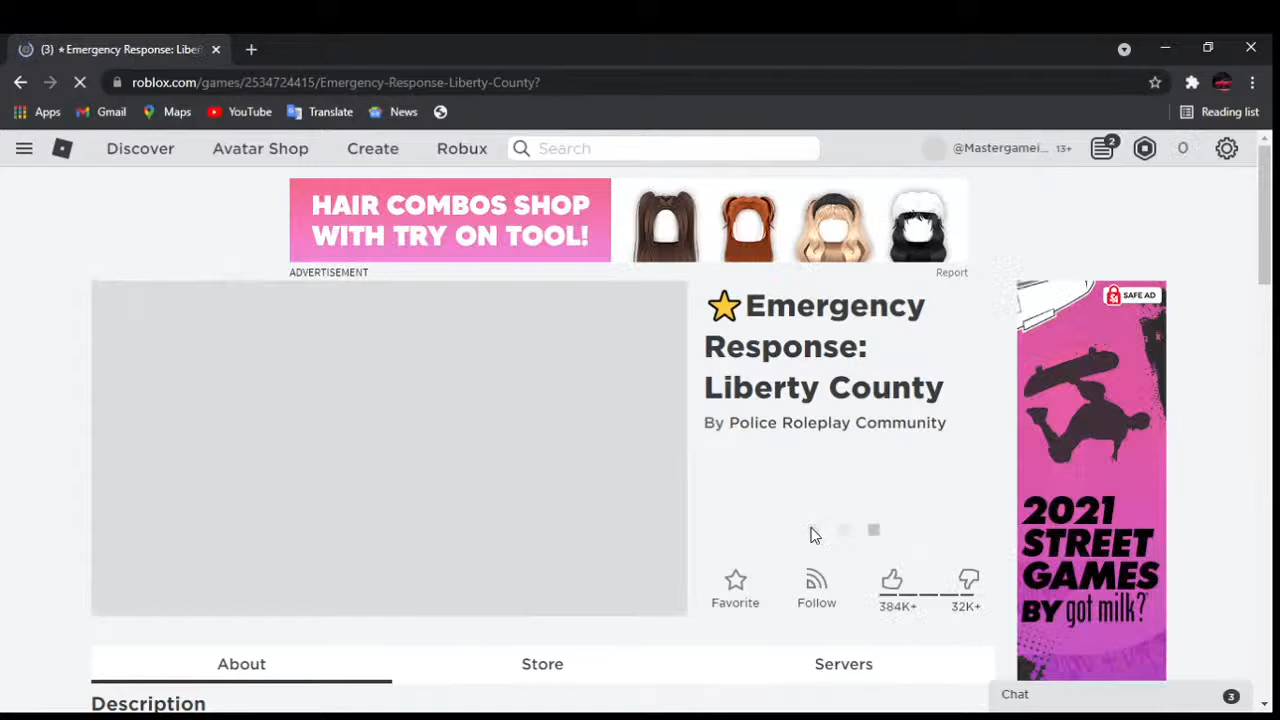 (3) ⭑Emergency Response: Libe
roblox.com/games/2534724415/Emergency-Response-Liberty-County?
Apps Gmail Maps YouTube Translate News Reading list
Discover Avatar Shop Create Robux Search @Mastergamei... 13+ 2 0
HAIR COMBOS SHOP
WITH TRY ON TOOL!
ADVERTISEMENT Report
⭐Emergency
Response:
Liberty County
By Police Roleplay Community
Favorite Follow 384K+ 32K+
SAFE AD
2021
STREET
GAMES
BY got milk?
About Store Servers
Description
Chat 3